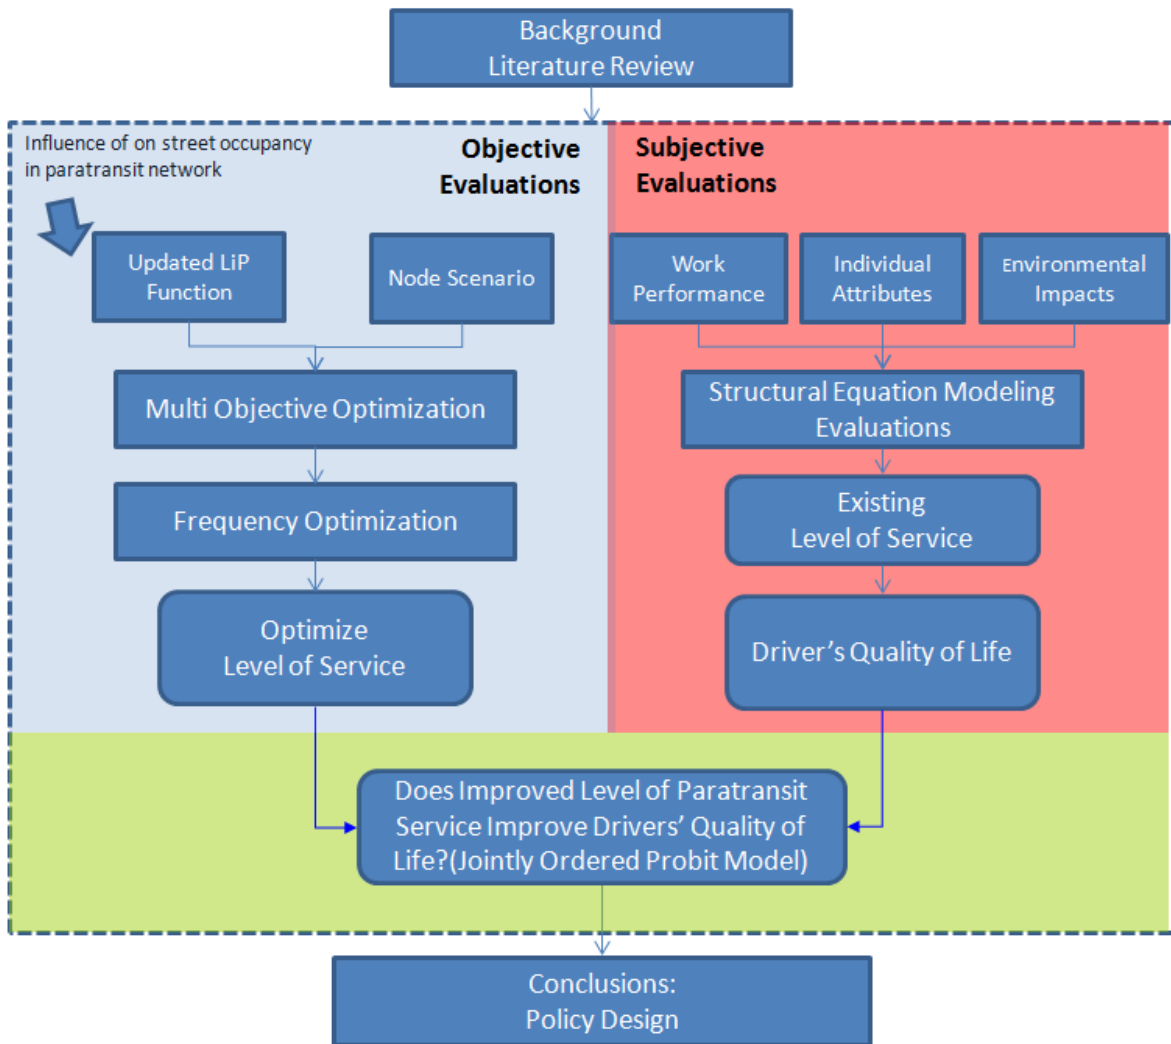 Background
Literature Review
Influence of on street occupancy
in paratransit network
Objective
Evaluations
Subjective
Evaluations
Updated LiP
Function
Node Scenario
Work
Performance
Individual
Attributes
Environmental
Impacts
Multi Objective Optimization
Structural Equation Modeling
Evaluations
Frequency Optimization
Existing
Level of Service
Optimize
Level of Service
Driver's Quality of Life
Does Improved Level of Paratransit
Service Improve Drivers' Quality of
Life?(Jointly Ordered Probit Model)
Conclusions:
Policy Design